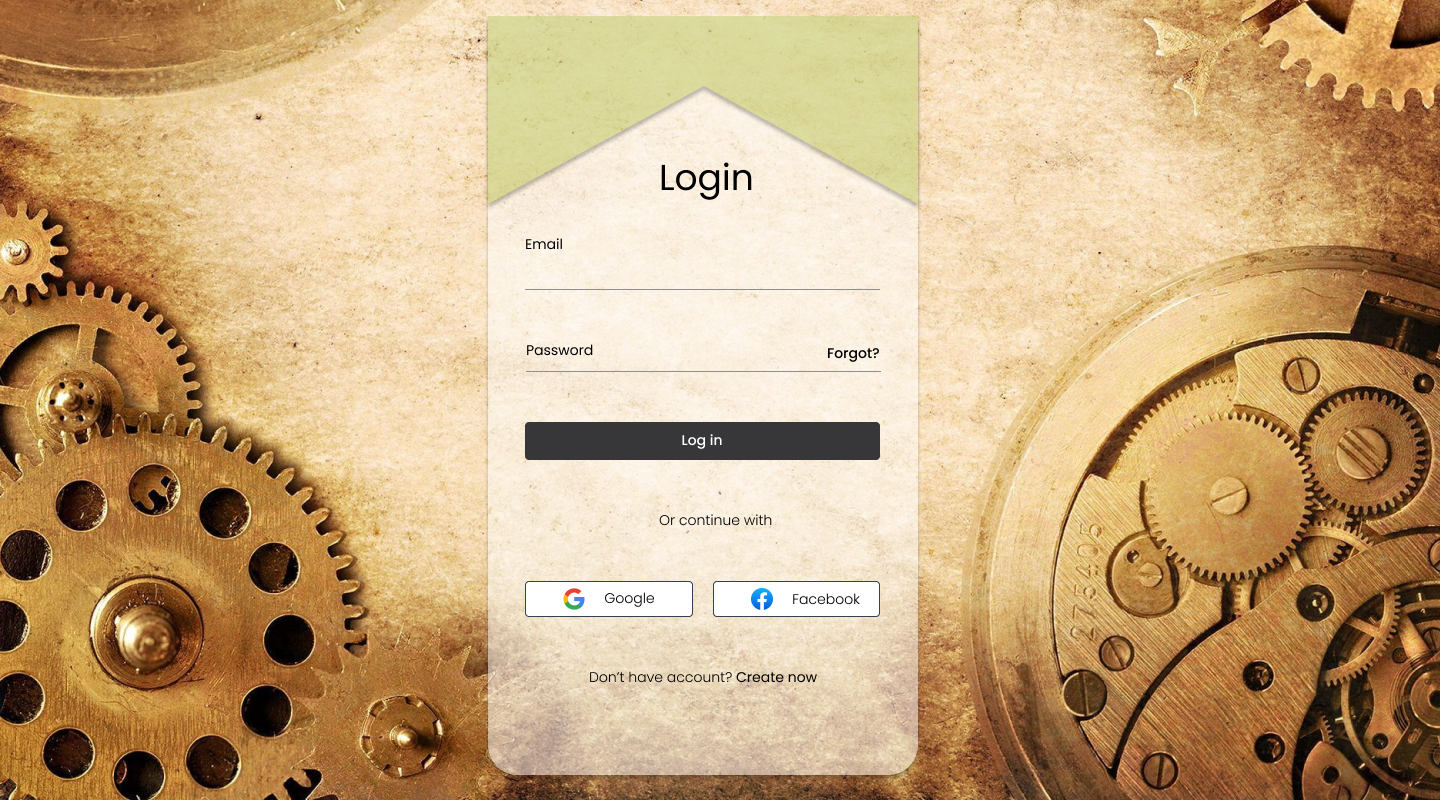 Login
Email
Password
Forgot?
Log in
Or continue with
Google
Facebook
Don’t have account? Create now
275405